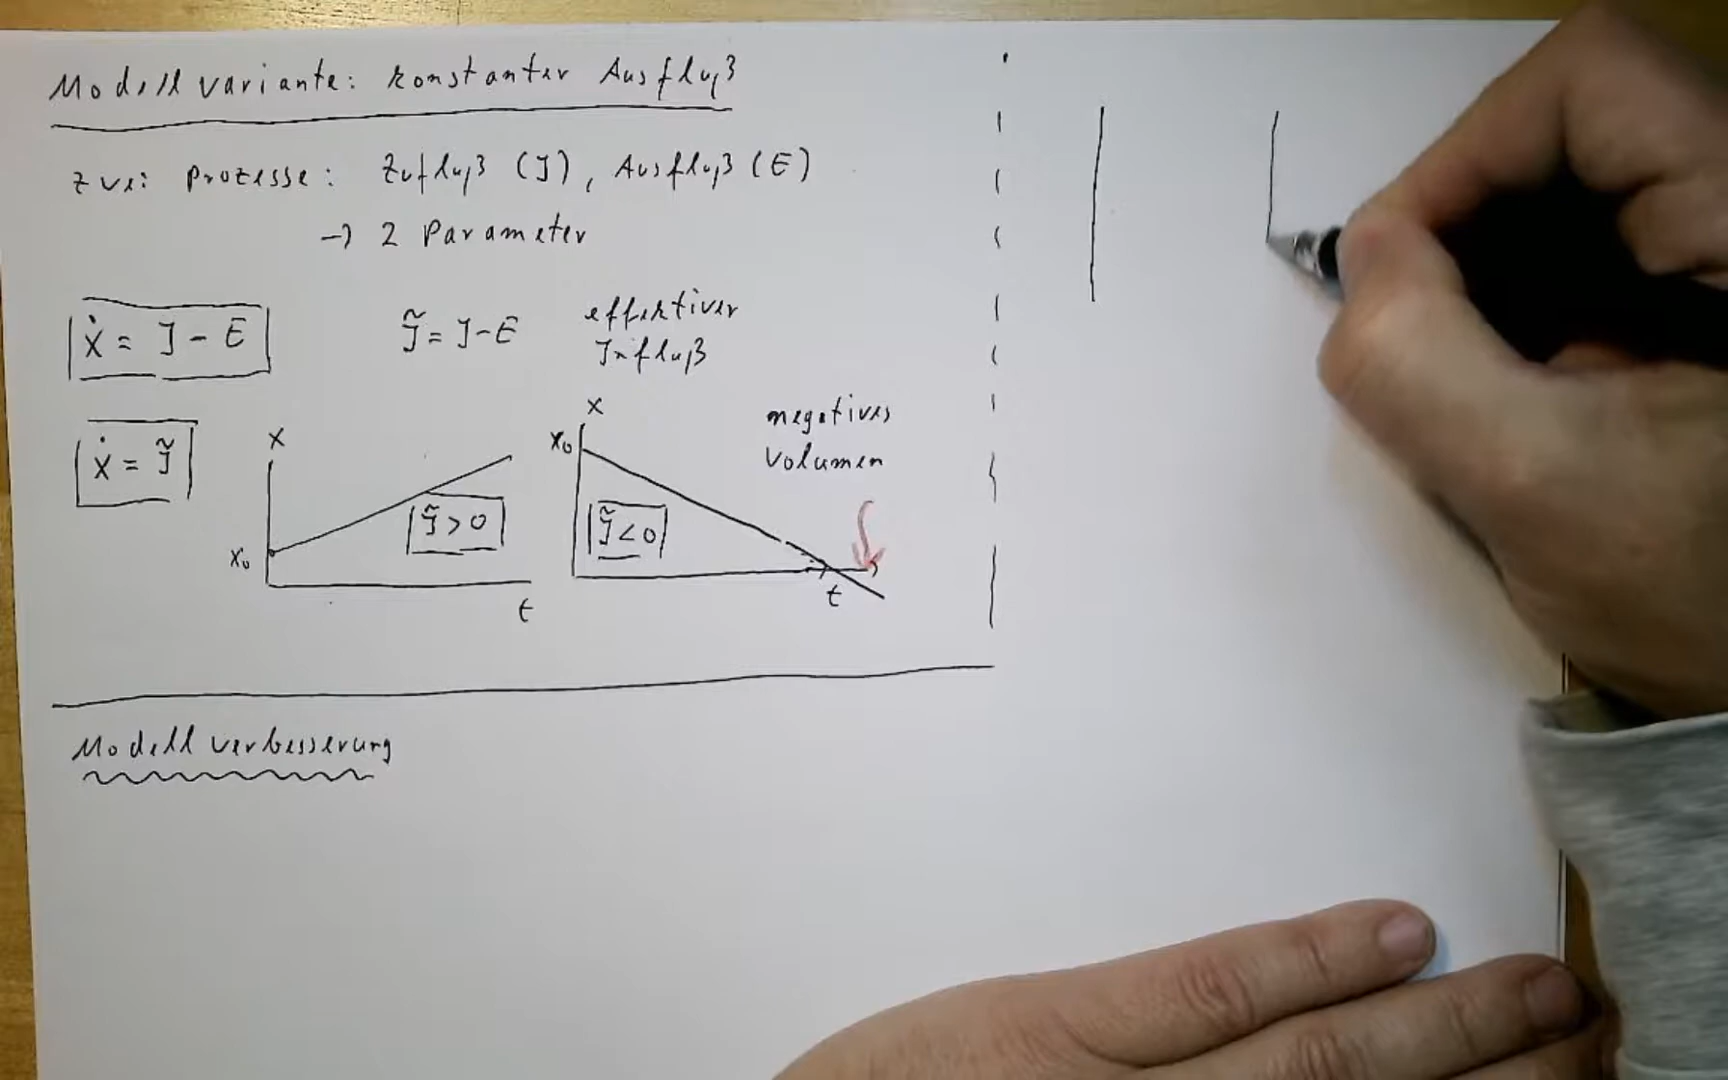 Modellvariante: konstanter Ausfluß
zwei Prozesse: Zufluß (J), Ausfluß (E)
→ 2 Parameter
ẋ = J - E
J̃ = J - E
effektiver
Influß
ẋ = J̃
x
x₀
J̃ > 0
t
x
x₀
J̃ < 0
t
negatives
Volumen
Modellverbesserung